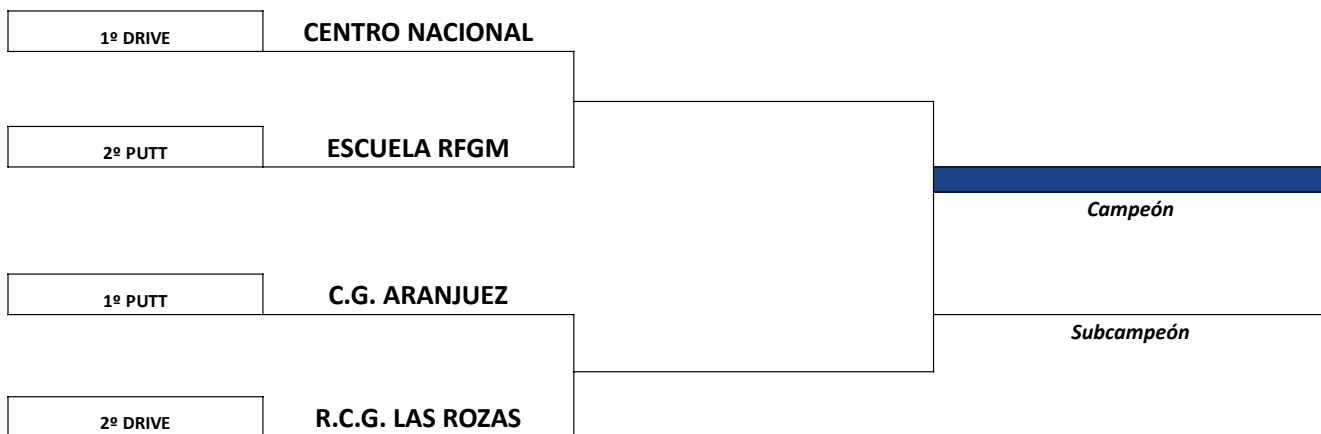 1º DRIVE CENTRO NACIONAL
2º PUTT ESCUELA RFGM
Campeón
1º PUTT C.G. ARANJUEZ
Subcampeón
2º DRIVE R.C.G. LAS ROZAS